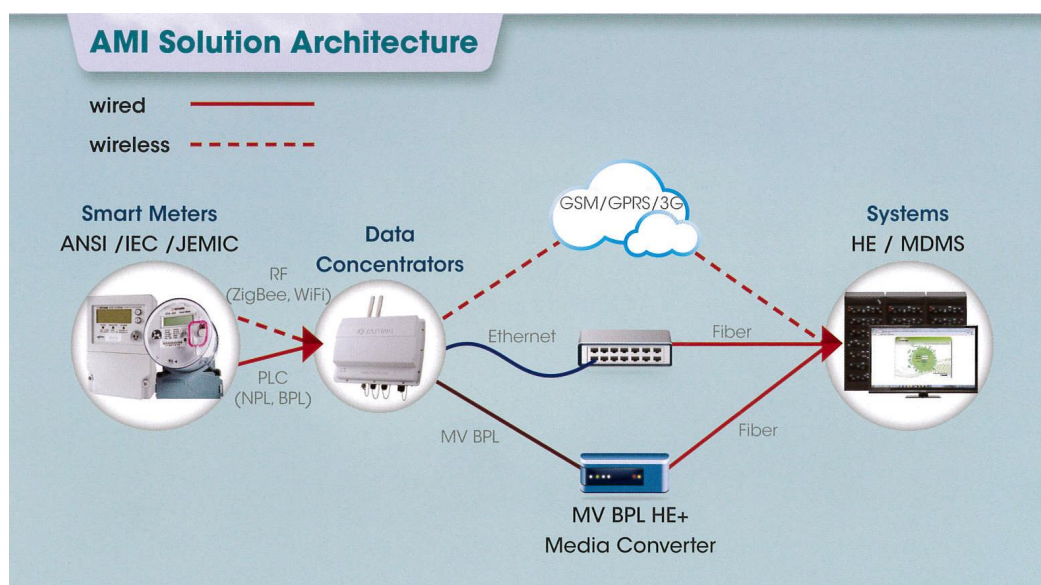 AMI Solution Architecture
wired
wireless
Smart Meters
ANSI /IEC /JEMIC
RF
(ZigBee, WiFi)
PLC
(NPL, BPL)
Data
Concentrators
GSM/GPRS/3G
Ethernet
Fiber
MV BPL
Fiber
MV BPL HE+
Media Converter
Systems
HE / MDMS